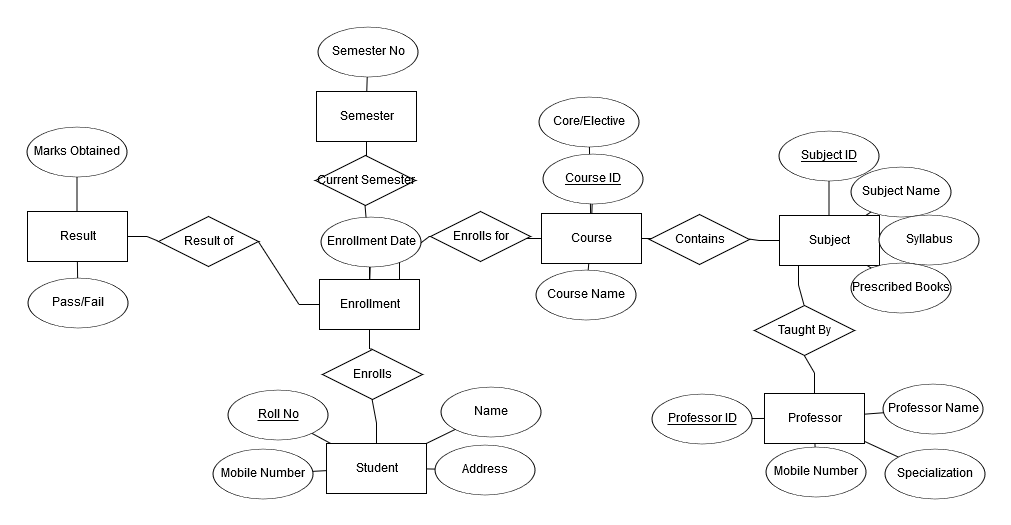 Semester No
Semester
Core/Elective
Marks Obtained
Subject ID
Current Semester
Course ID
Subject Name
Result
Result of
Enrollment Date
Enrolls for
Course
Contains
Subject
Syllabus
Pass/Fail
Enrollment
Course Name
Prescribed Books
Taught By
Enrolls
Roll No
Name
Professor ID
Professor
Professor Name
Student
Mobile Number
Address
Mobile Number
Specialization